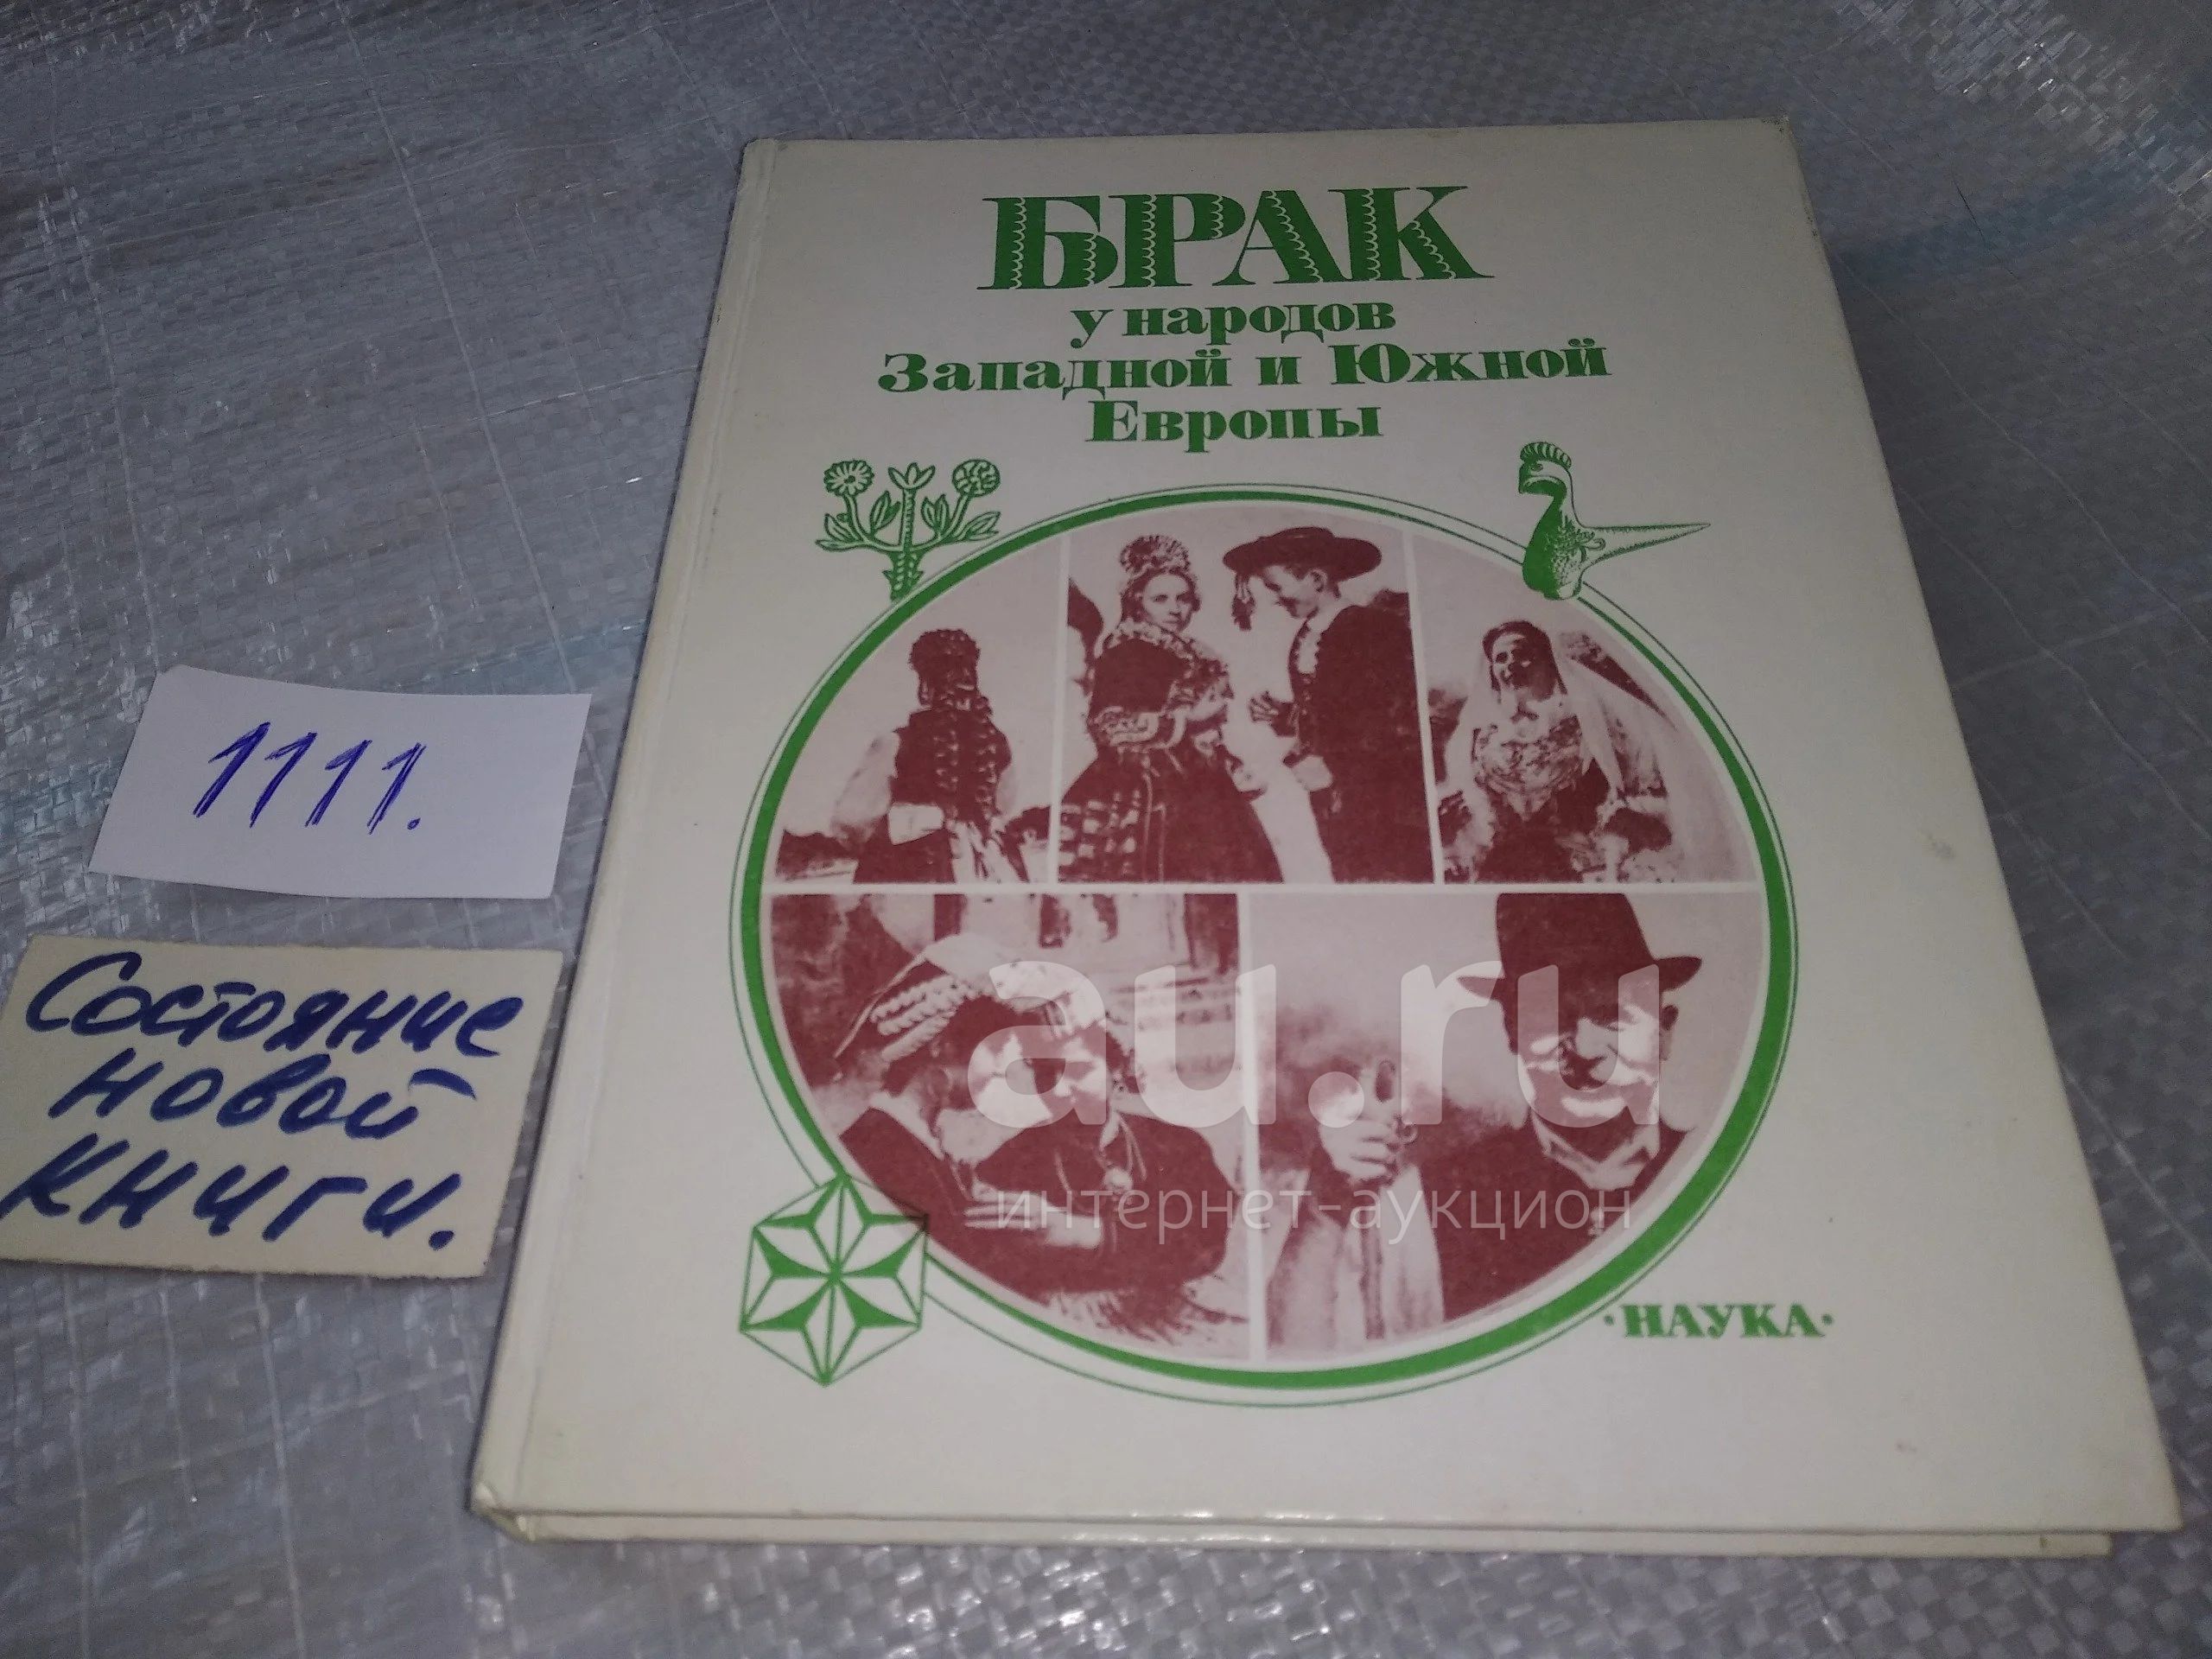 БРАК
у народов
Западной и Южной
Европы
1111.
Состояние
новой
книги.
au.ru
интернет-аукцион
·НАУКА·